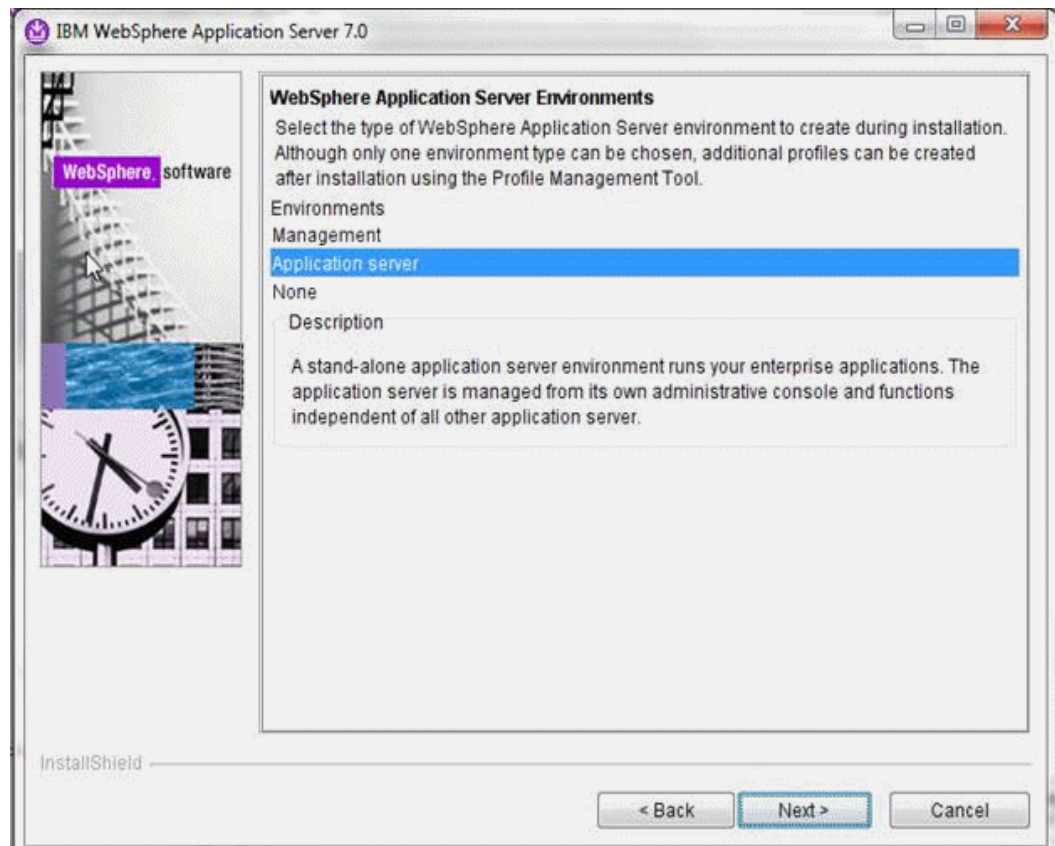 IBM WebSphere Application Server 7.0
WebSphere software
WebSphere Application Server Environments
Select the type of WebSphere Application Server environment to create during installation.
Although only one environment type can be chosen, additional profiles can be created
after installation using the Profile Management Tool.
Environments
Management
Application server
None
Description
A stand-alone application server environment runs your enterprise applications. The
application server is managed from its own administrative console and functions
independent of all other application server.
InstallShield
< Back
Next >
Cancel